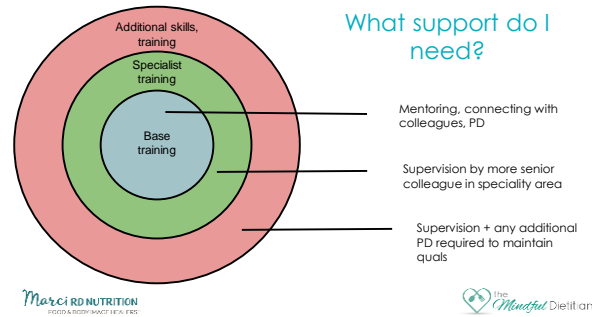 What support do I
need?
Additional skills,
training
Specialist
training
Base
training
Mentoring, connecting with
colleagues, PD
Supervision by more senior
colleague in speciality area
Supervision + any additional
PD required to maintain
quals
Marci RD NUTRITION
FOOD & BODY IMAGE HEALERS
The
Mindful Dietitian